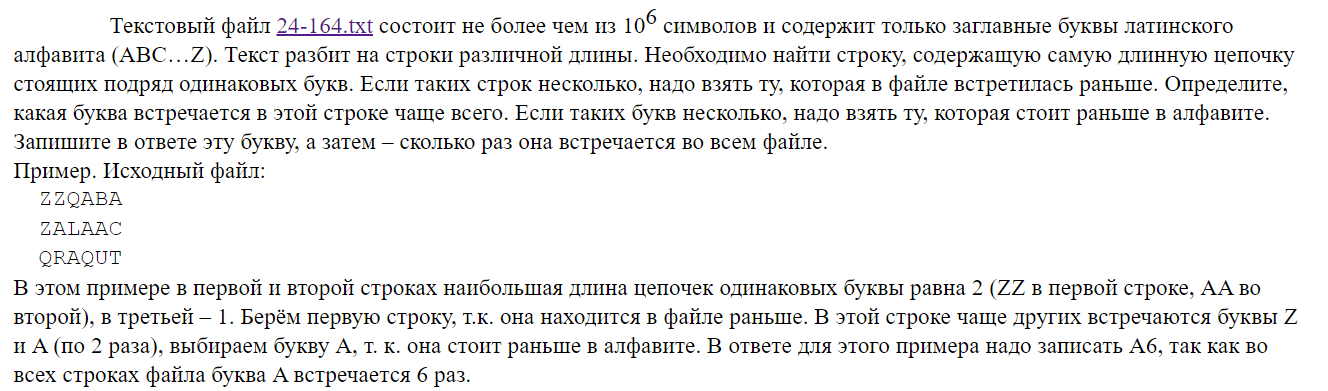 Текстовый файл 24-164.txt состоит не более чем из 10⁶ символов и содержит только заглавные буквы латинского
алфавита (ABC…Z). Текст разбит на строки различной длины. Необходимо найти строку, содержащую самую длинную цепочку
стоящих подряд одинаковых букв. Если таких строк несколько, надо взять ту, которая в файле встретилась раньше. Определите,
какая буква встречается в этой строке чаще всего. Если таких букв несколько, надо взять ту, которая стоит раньше в алфавите.
Запишите в ответе эту букву, а затем – сколько раз она встречается во всем файле.
Пример. Исходный файл:
ZZQABA
ZALAAC
QRAQUT
В этом примере в первой и второй строках наибольшая длина цепочек одинаковых буквы равна 2 (ZZ в первой строке, AA во
второй), в третьей – 1. Берём первую строку, т.к. она находится в файле раньше. В этой строке чаще других встречаются буквы Z
и A (по 2 раза), выбираем букву A, т. к. она стоит раньше в алфавите. В ответе для этого примера надо записать A6, так как во
всех строках файла буква A встречается 6 раз.